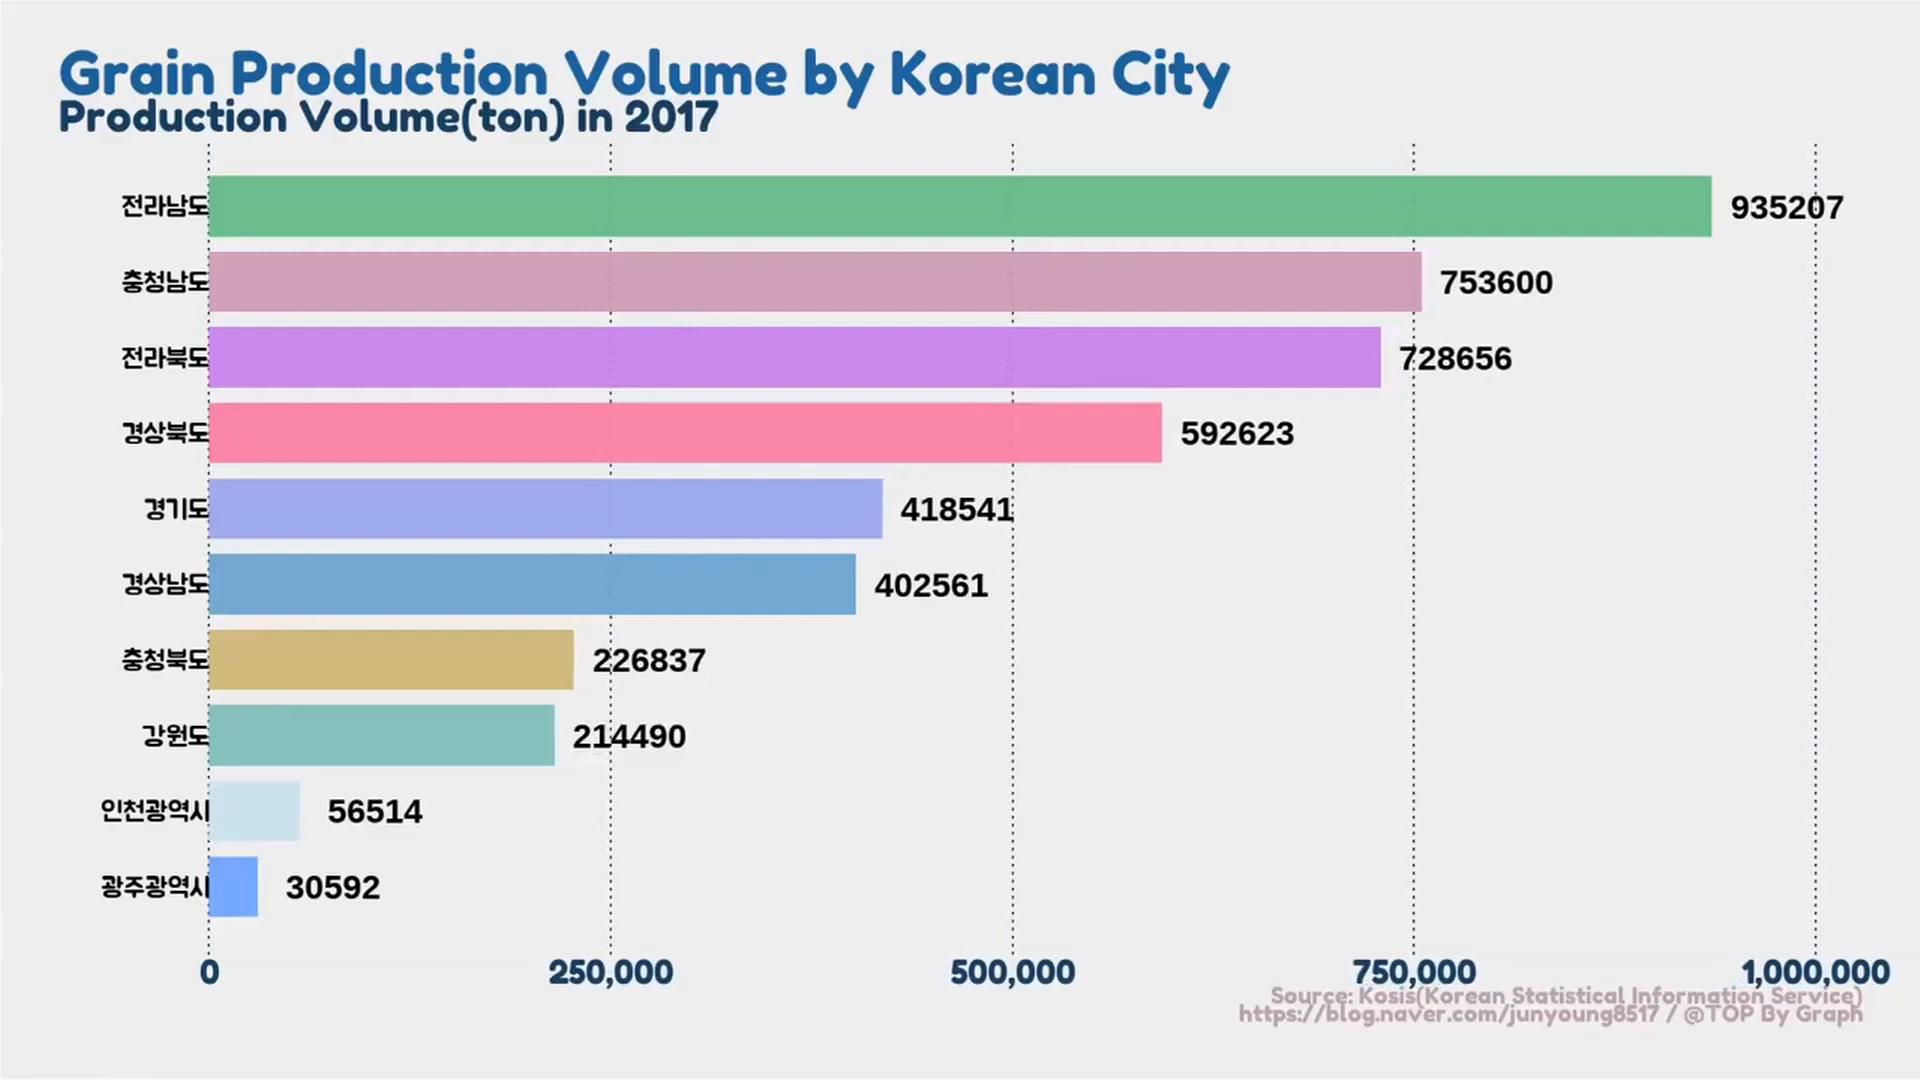 Grain Production Volume by Korean City
Production Volume(ton) in 2017
전라남도 935207
충청남도 753600
전라북도 728656
경상북도 592623
경기도 418541
경상남도 402561
충청북도 226837
강원도 214490
인천광역시 56514
광주광역시 30592
0 250,000 500,000 750,000 1,000,000
Source: Kosis(Korean Statistical Information Service)
https://blog.naver.com/junyoung8517 / @TOP By Graph